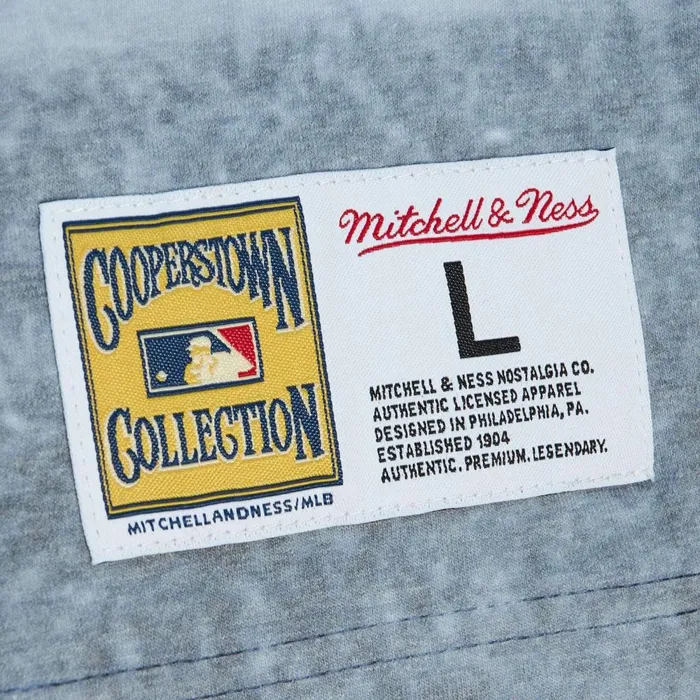 COOPERSTOWN
COLLECTION
MITCHELLANDNESS/MLB
Mitchell & Ness
L
MITCHELL & NESS NOSTALGIA CO.
AUTHENTIC LICENSED APPAREL
DESIGNED IN PHILADELPHIA, PA.
ESTABLISHED 1904
AUTHENTIC. PREMIUM. LEGENDARY.